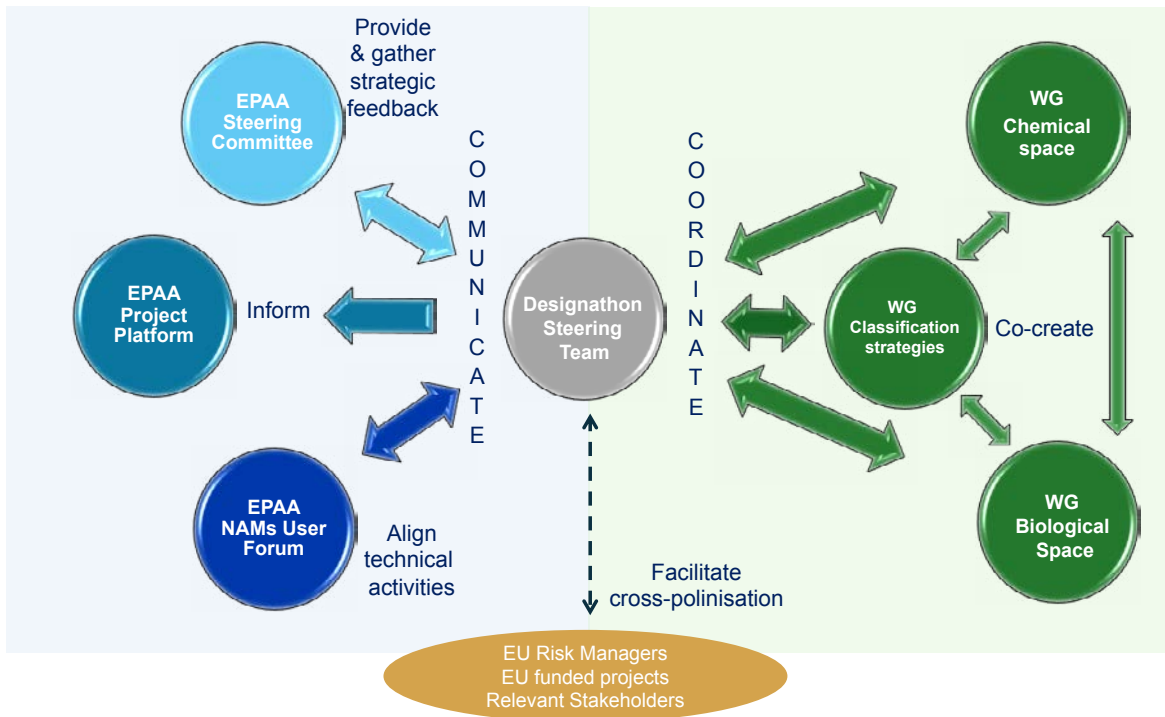 Provide
& gather
strategic
feedback
EPAA
Steering
Committee
COMMUNICATE
EPAA
Project
Platform
Inform
EPAA
NAMs User
Forum
Align
technical
activities
Designathon
Steering
Team
COORDINATE
WG
Chemical
space
WG
Classification
strategies
Co-create
WG
Biological
Space
Facilitate
cross-polinisation
EU Risk Managers
EU funded projects
Relevant Stakeholders